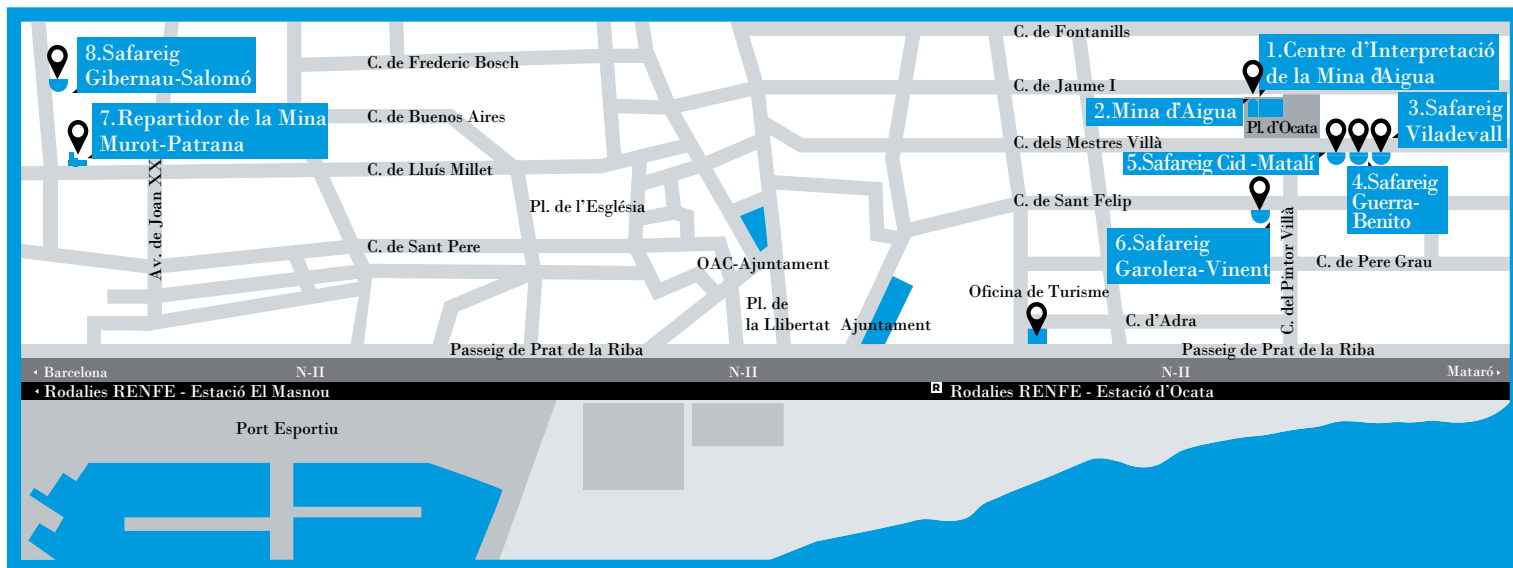 8.Safareig
Gibernau-Salomó
7.Repartidor de la Mina
Murot-Patrana
C. de Frederic Bosch
C. de Buenos Aires
C. de Lluís Millet
Av. de Joan XX
Pl. de l'Església
C. de Sant Pere
OAC-Ajuntament
Pl. de
la Llibertat
Ajuntament
C. de Fontanills
1.Centre d'Interpretació
de la Mina d'Aigua
C. de Jaume I
2.Mina d'Aigua
Pl. d'Ocata
3.Safareig
Viladevall
C. dels Mestres Villà
5.Safareig Cid -Matalí
4.Safareig
Guerra-
Benito
C. de Sant Felip
6.Safareig
Garolera-Vinent
C. del Pintor Villà
C. de Pere Grau
Oficina de Turisme
C. d'Adra
Passeig de Prat de la Riba
Passeig de Prat de la Riba
Barcelona
N-II
N-II
N-II
Mataró
Rodalies RENFE - Estació El Masnou
R
Rodalies RENFE - Estació d'Ocata
Port Esportiu